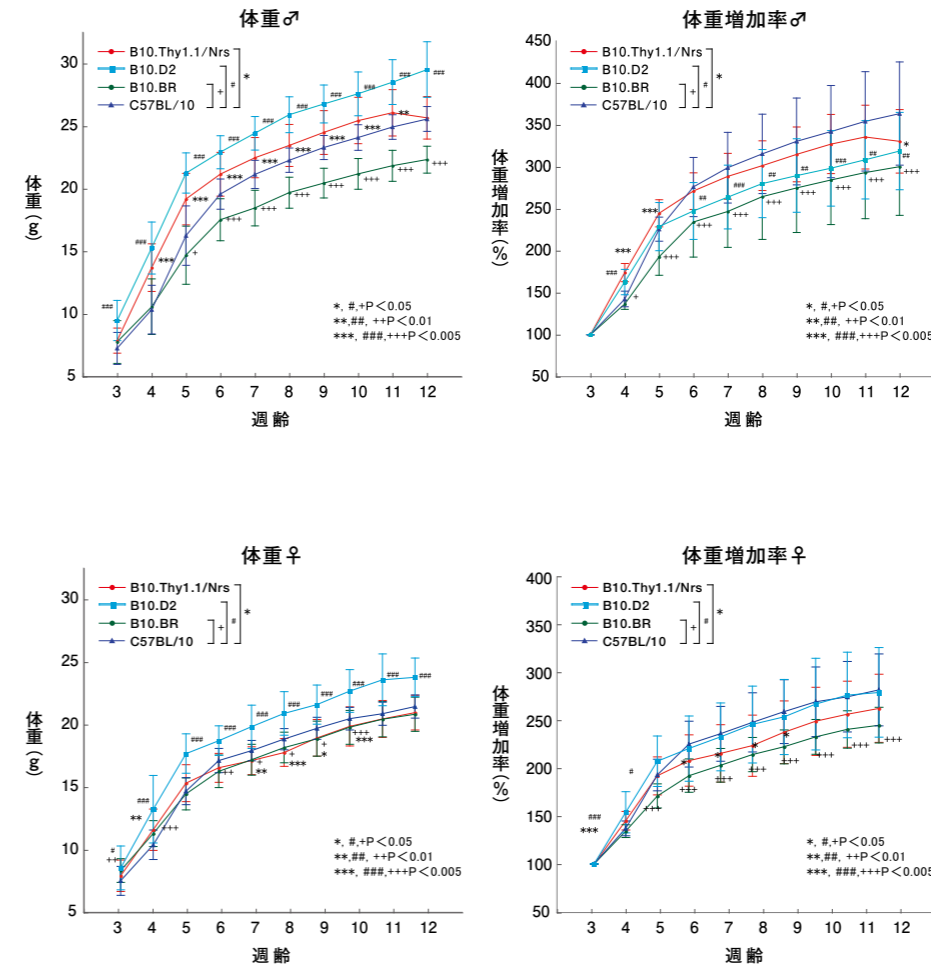 体重♂
B10.Thy1.1/Nrs
B10.D2
B10.BR
C57BL/10
+
#
*
体重(g)
30
25
20
15
10
5
### ### ### ### ### ### ### ### ### ###
*** *** *** *** *** *** *** **
+ +++ +++ +++ +++ +++ +++ +++
*, #,+P<0.05
**,##, ++P<0.01
***, ###,+++P<0.005
3 4 5 6 7 8 9 10 11 12
週齢
体重増加率♂
B10.Thy1.1/Nrs
B10.D2
B10.BR
C57BL/10
+
#
*
体重増加率(%)
450
400
350
300
250
200
150
100
50
### ## ### ## ## ### ## ##
*** *** *
+ +++ +++ +++ +++ +++ +++ +++
*, #,+P<0.05
**,##, ++P<0.01
***, ###,+++P<0.005
3 4 5 6 7 8 9 10 11 12
週齢
体重♀
B10.Thy1.1/Nrs
B10.D2
B10.BR
C57BL/10
+
#
*
体重(g)
30
25
20
15
10
5
# ### ### ### ### ### ### ### ### ###
** ** *** * ***
+++ +++ + + + +++
*, #,+P<0.05
**,##, ++P<0.01
***, ###,+++P<0.005
3 4 5 6 7 8 9 10 11 12
週齢
体重増加率♀
B10.Thy1.1/Nrs
B10.D2
B10.BR
C57BL/10
+
#
*
体重増加率(%)
400
350
300
250
200
150
100
50
### #
*** * * * *
+++ +++ +++ +++ +++ +++
*, #,+P<0.05
**,##, ++P<0.01
***, ###,+++P<0.005
3 4 5 6 7 8 9 10 11 12
週齢